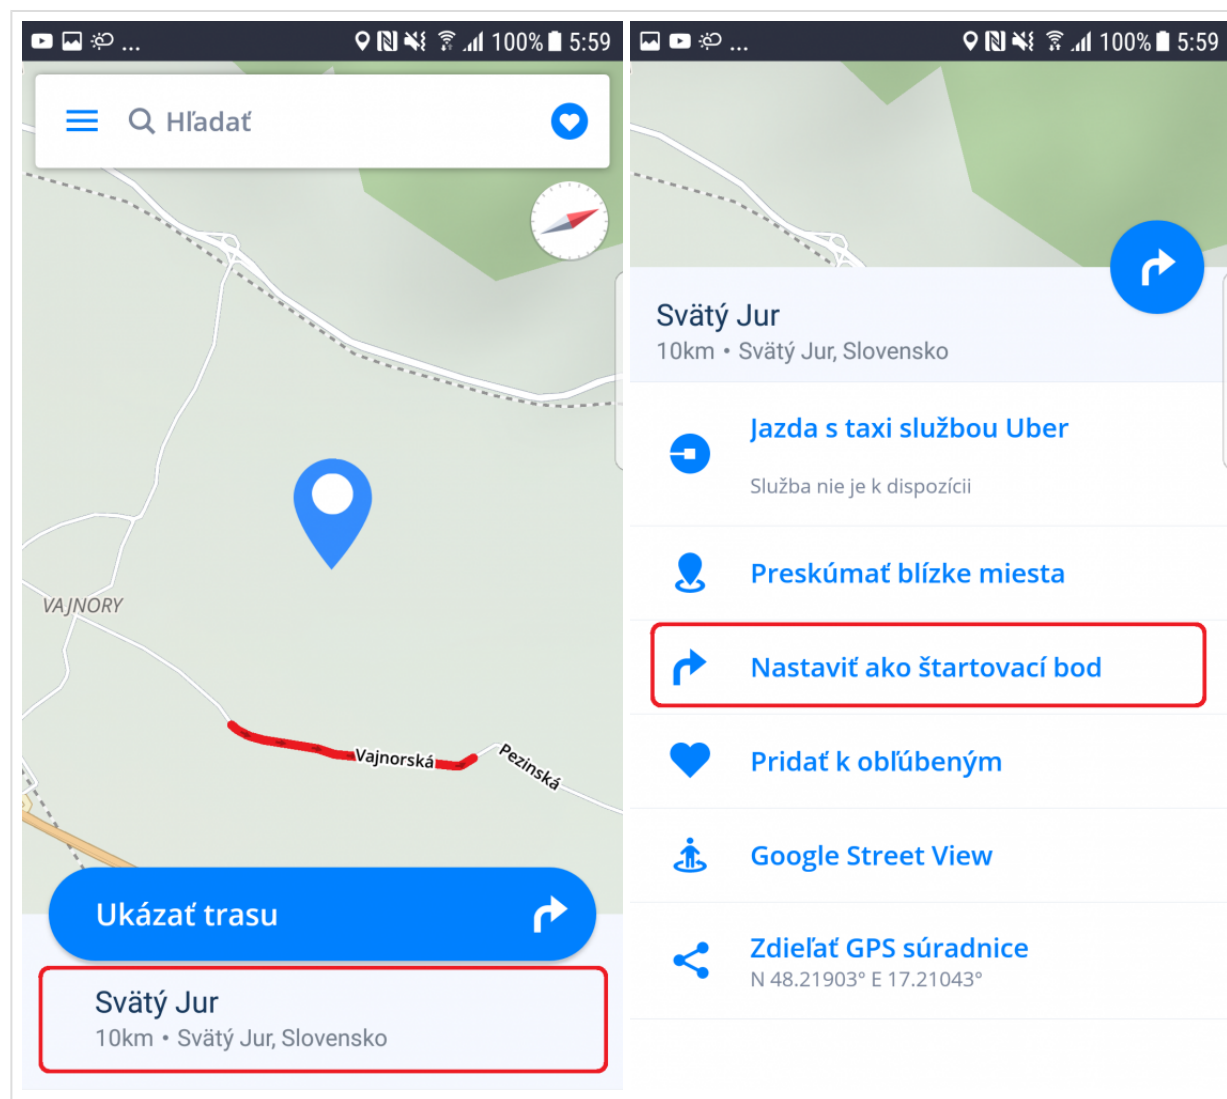 ... 100% 5:59
Hľadať
VAJNORY
Vajnorská
Pezinská
Ukázať trasu
Svätý Jur
10km • Svätý Jur, Slovensko
... 100% 5:59
Svätý Jur
10km • Svätý Jur, Slovensko
Jazda s taxi službou Uber
Služba nie je k dispozícii
Preskúmať blízke miesta
Nastaviť ako štartovací bod
Pridať k obľúbeným
Google Street View
Zdieľať GPS súradnice
N 48.21903° E 17.21043°